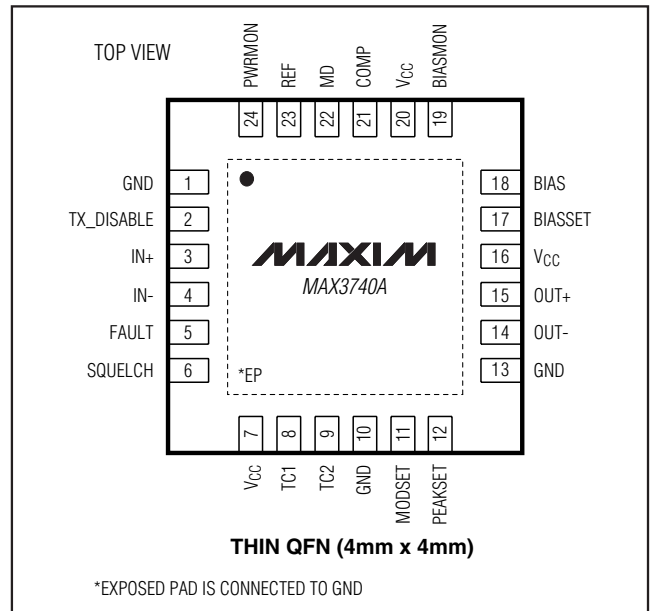 TOP VIEW
PWRMON
REF
MD
COMP
VCC
BIASMON
24
23
22
21
20
19
GND 1
TX_DISABLE 2
IN+ 3
IN- 4
FAULT 5
SQUELCH 6
18 BIAS
17 BIASSET
16 VCC
15 OUT+
14 OUT-
13 GND
MAXIM
MAX3740A
*EP
7
8
9
10
11
12
VCC
TC1
TC2
GND
MODSET
PEAKSET
THIN QFN (4mm x 4mm)
*EXPOSED PAD IS CONNECTED TO GND